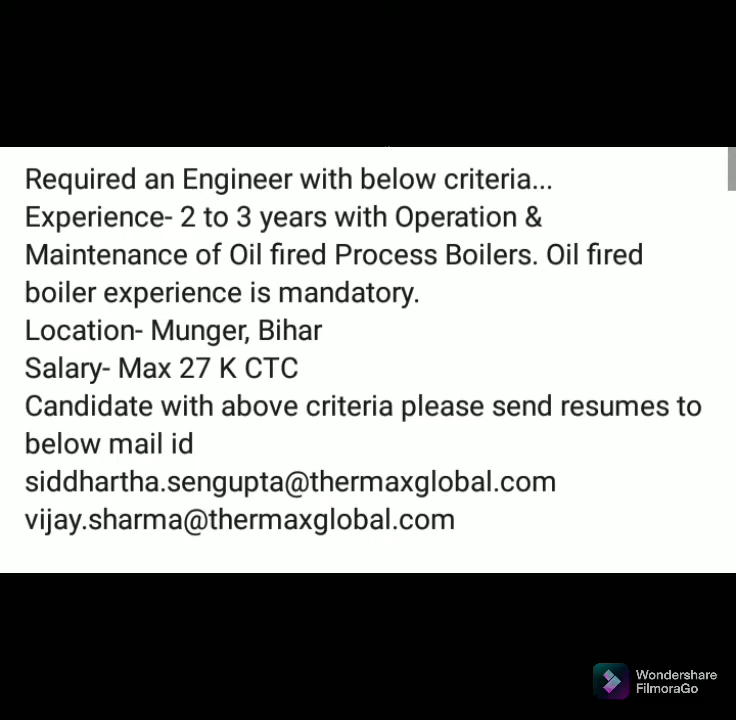 Required an Engineer with below criteria...
Experience- 2 to 3 years with Operation &
Maintenance of Oil fired Process Boilers. Oil fired
boiler experience is mandatory.
Location- Munger, Bihar
Salary- Max 27 K CTC
Candidate with above criteria please send resumes to
below mail id
siddhartha.sengupta@thermaxglobal.com
vijay.sharma@thermaxglobal.com
Wondershare
FilmoraGo